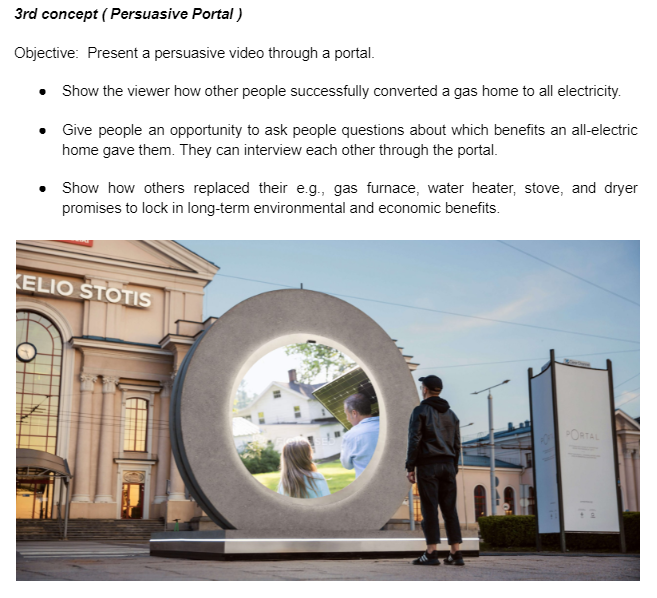 3rd concept ( Persuasive Portal )
Objective:  Present a persuasive video through a portal.
● Show the viewer how other people successfully converted a gas home to all electricity.
● Give people an opportunity to ask people questions about which benefits an all-electric
home gave them. They can interview each other through the portal.
● Show how others replaced their e.g., gas furnace, water heater, stove, and dryer
promises to lock in long-term environmental and economic benefits.
KELIO STOTIS
PORTAL